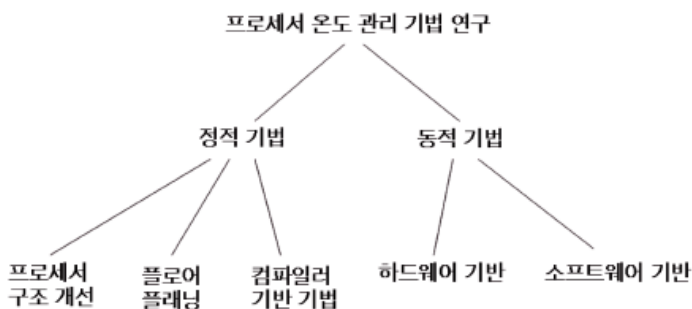 프로세서 온도 관리 기법 연구
정적 기법
동적 기법
프로세서
구조 개선
플로어
플래닝
컴파일러
기반 기법
하드웨어 기반
소프트웨어 기반